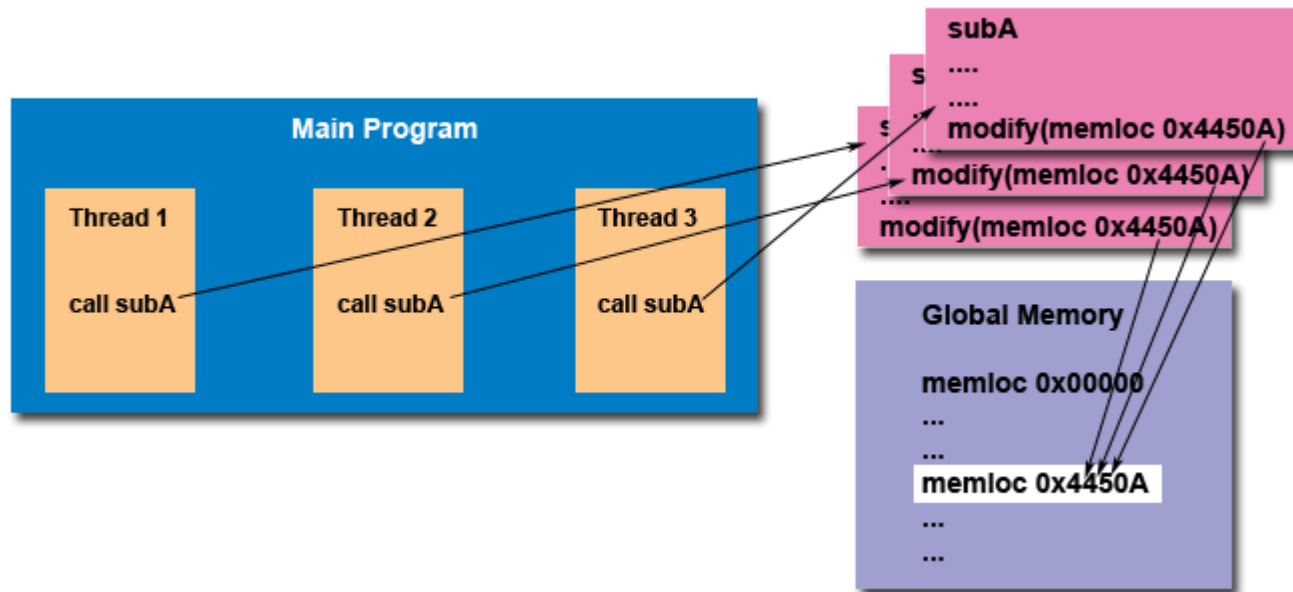 Main Program
Thread 1
call subA
Thread 2
call subA
Thread 3
call subA
subA
....
....
modify(memloc 0x4450A)
s
....
modify(memloc 0x4450A)
s
....
modify(memloc 0x4450A)
Global Memory
memloc 0x00000
...
...
memloc 0x4450A
...
...